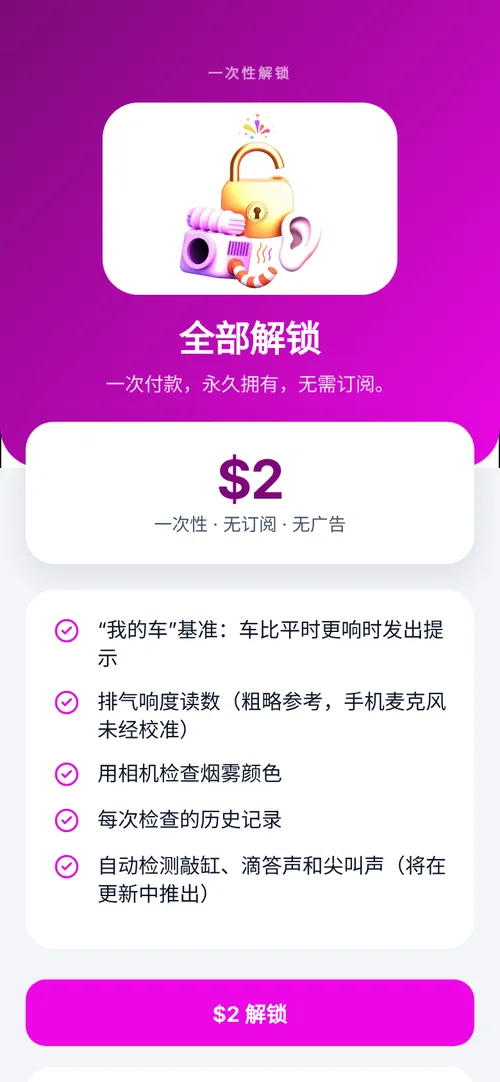 一次性解锁
全部解锁
一次付款，永久拥有，无需订阅。
$2
一次性 · 无订阅 · 无广告
“我的车”基准：车比平时更响时发出提
示
排气响度读数（粗略参考，手机麦克风
未经校准）
用相机检查烟雾颜色
每次检查的历史记录
自动检测敲缸、滴答声和尖叫声（将在
更新中推出）
$2 解锁